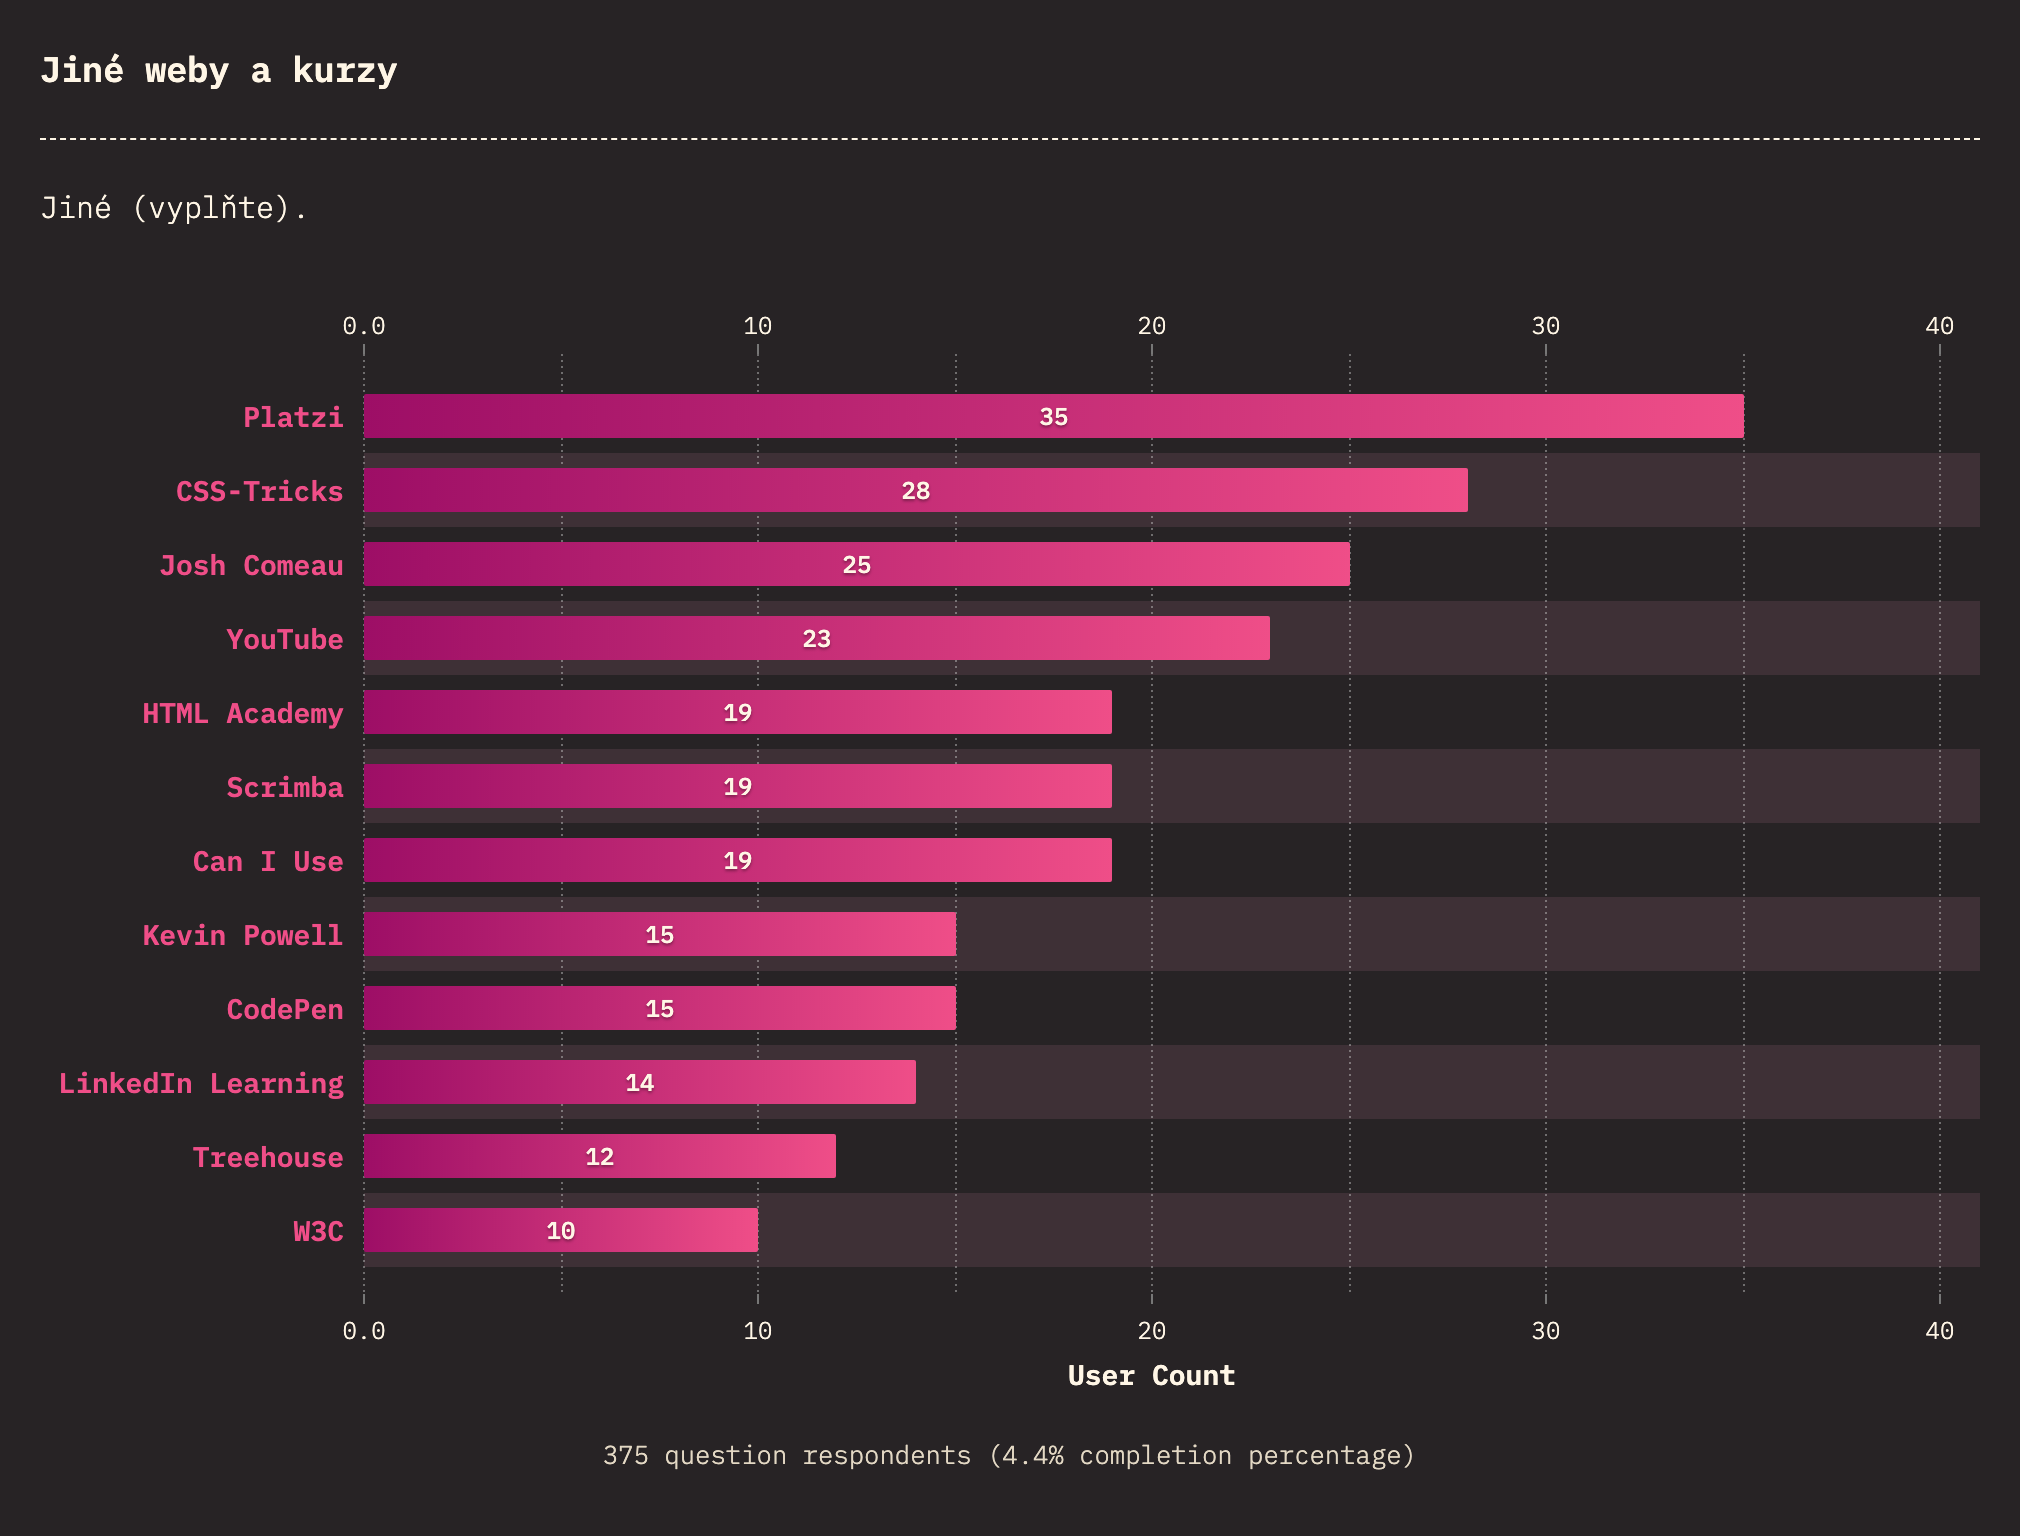 Jiné weby a kurzy
Jiné (vyplňte).
0.0 10 20 30 40
Platzi 35
CSS-Tricks 28
Josh Comeau 25
YouTube 23
HTML Academy 19
Scrimba 19
Can I Use 19
Kevin Powell 15
CodePen 15
LinkedIn Learning 14
Treehouse 12
W3C 10
0.0 10 20 30 40
User Count
375 question respondents (4.4% completion percentage)